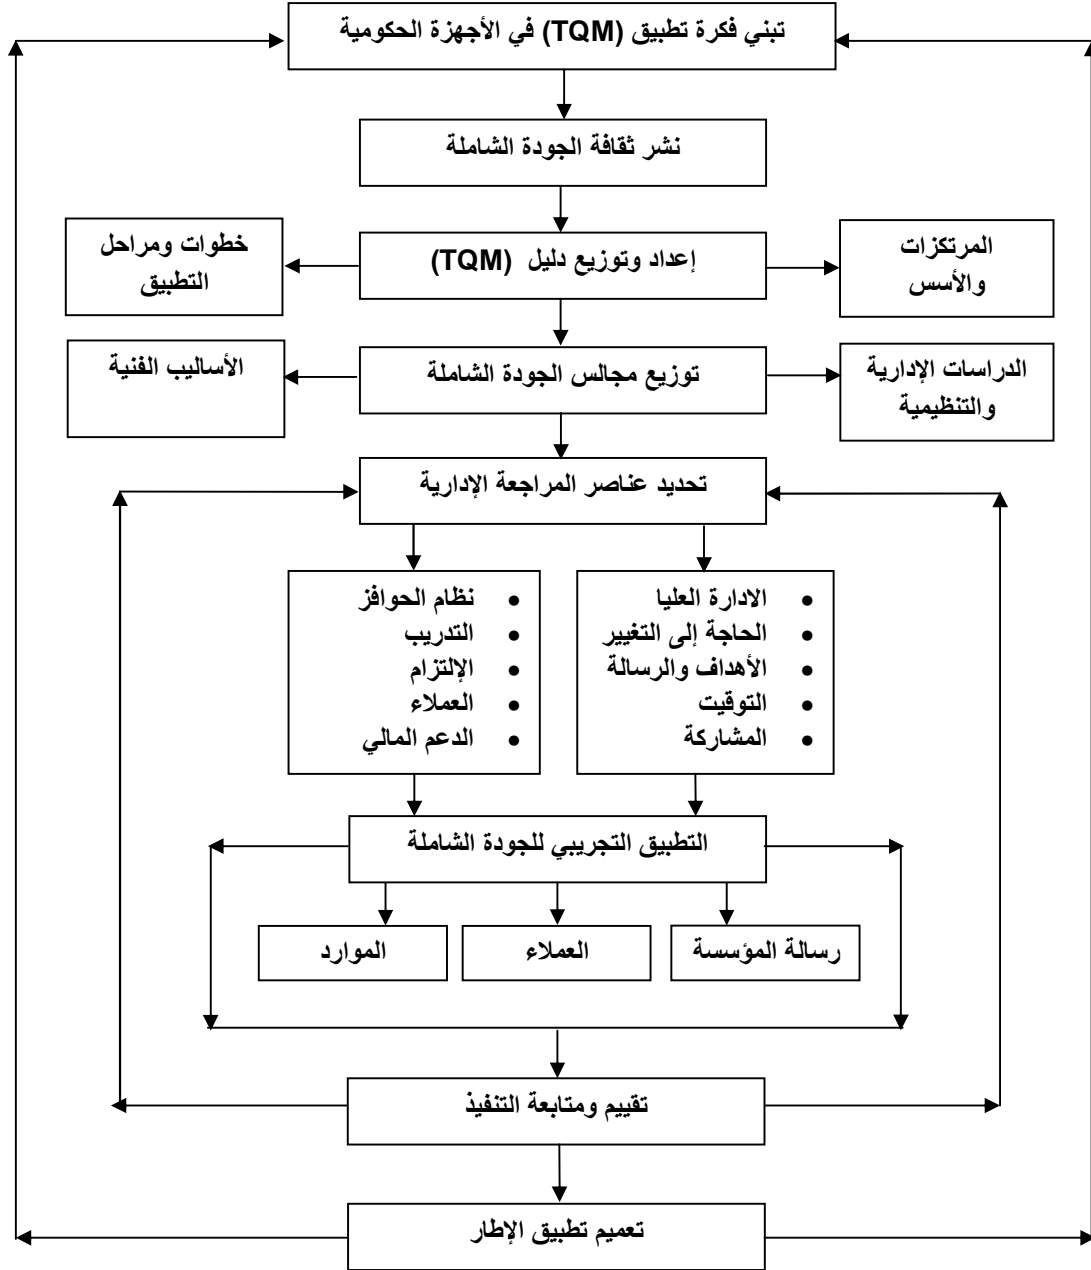 تبني فكرة تطبيق (TQM) في الأجهزة الحكومية
نشر ثقافة الجودة الشاملة
المرتكزات
والأسس
إعداد وتوزيع دليل (TQM)
خطوات ومراحل
التطبيق
الدراسات الإدارية
والتنظيمية
توزيع مجالس الجودة الشاملة
الأساليب الفنية
تحديد عناصر المراجعة الإدارية
• الادارة العليا
• الحاجة إلى التغيير
• الأهداف والرسالة
• التوقيت
• المشاركة
• نظام الحوافز
• التدريب
• الإلتزام
• العملاء
• الدعم المالي
التطبيق التجريبي للجودة الشاملة
رسالة المؤسسة
العملاء
الموارد
تقييم ومتابعة التنفيذ
تعميم تطبيق الإطار